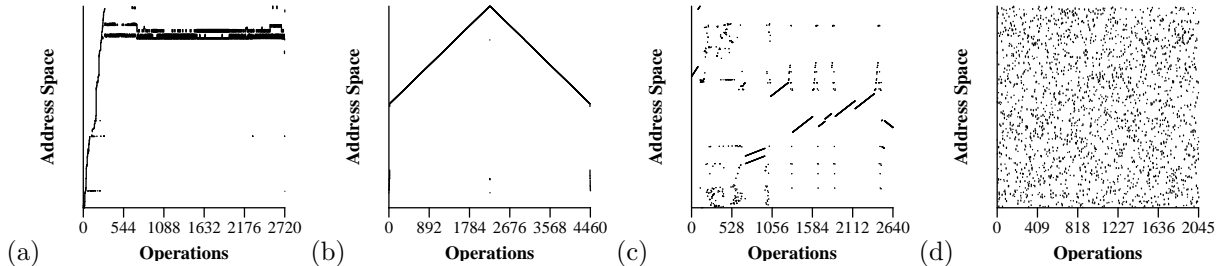 Address Space
0 544 1088 1632 2176 2720
(a) Operations
Address Space
0 892 1784 2676 3568 4460
(b) Operations
Address Space
0 528 1056 1584 2112 2640
(c) Operations
Address Space
0 409 818 1227 1636 2045
(d) Operations